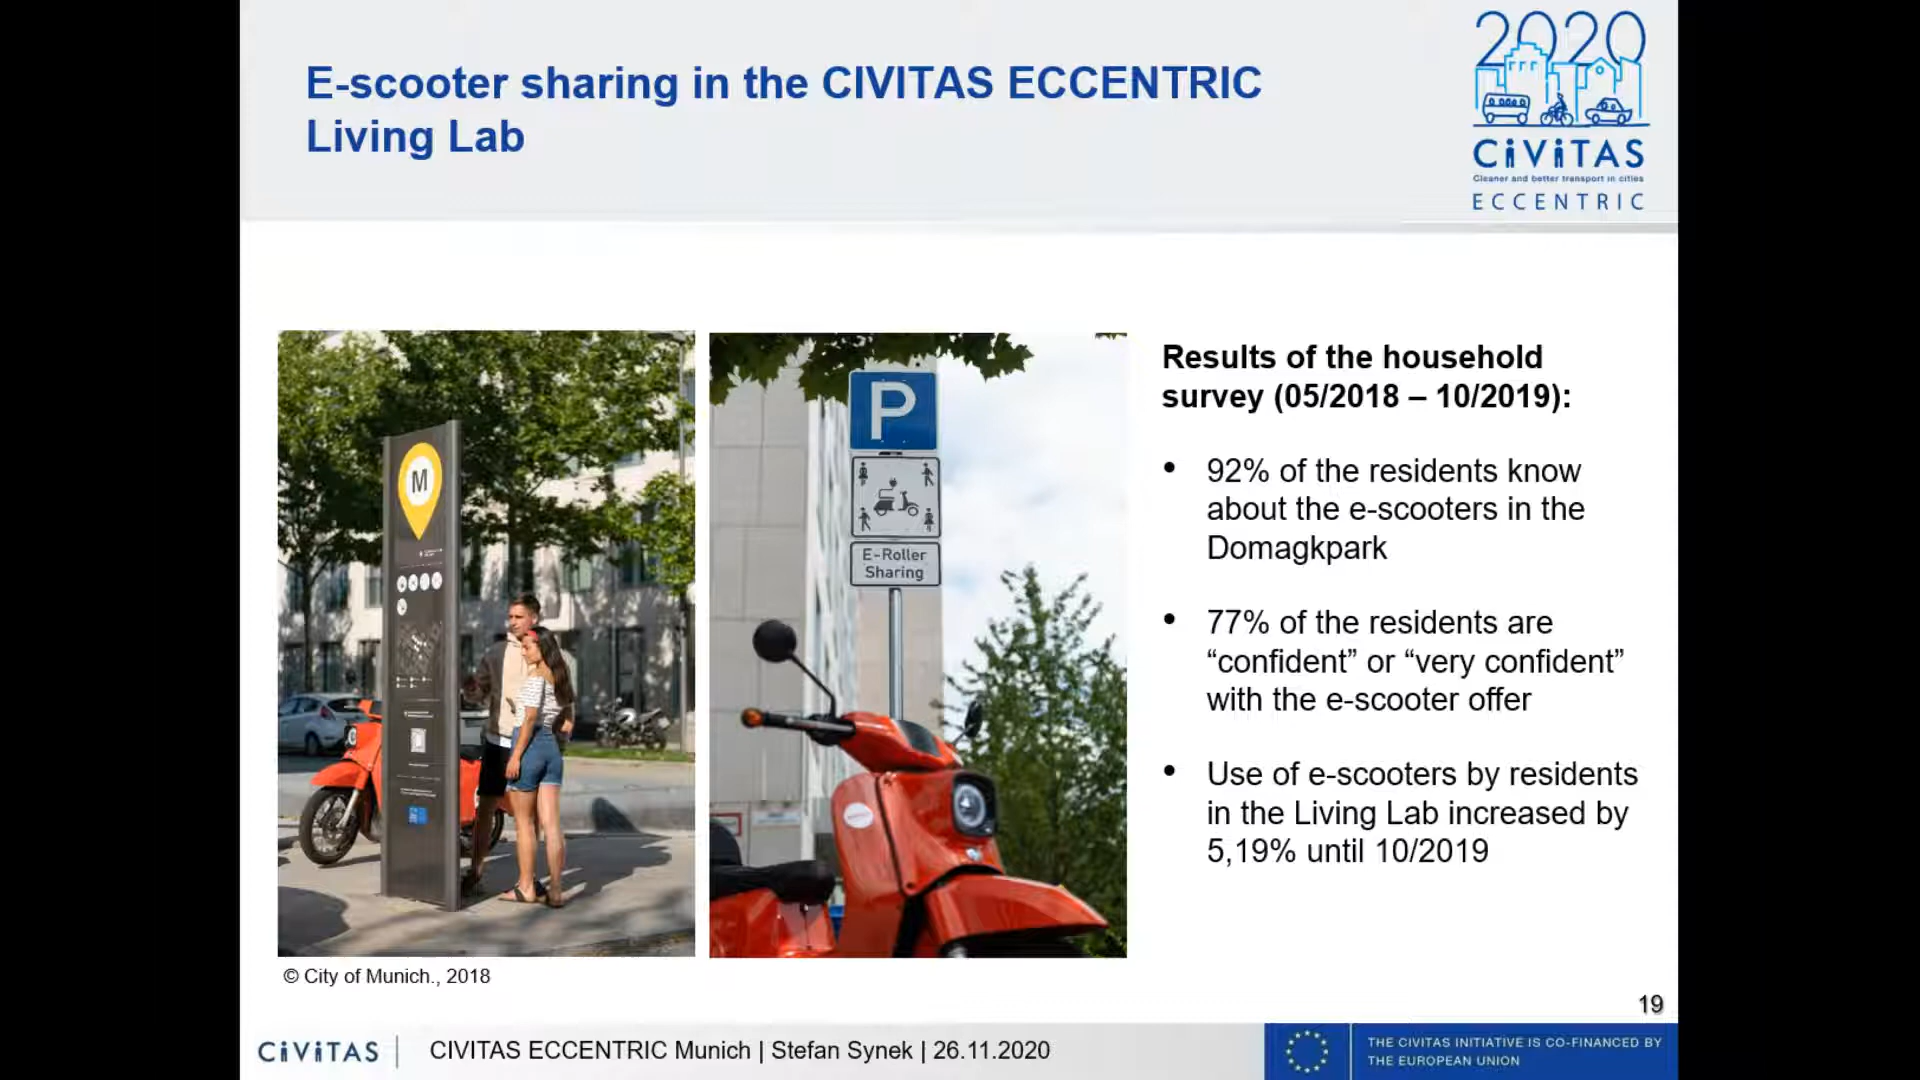 E-scooter sharing in the CIVITAS ECCENTRIC
Living Lab
2020
CiViTAS
Cleaner and better transport in cities
ECCENTRIC
M
P
E-Roller
Sharing
Results of the household
survey (05/2018 – 10/2019):
• 92% of the residents know
about the e-scooters in the
Domagkpark
• 77% of the residents are
“confident” or “very confident”
with the e-scooter offer
• Use of e-scooters by residents
in the Living Lab increased by
5,19% until 10/2019
© City of Munich., 2018
19
CiViTAS
CIVITAS ECCENTRIC Munich | Stefan Synek | 26.11.2020
THE CIVITAS INITIATIVE IS CO-FINANCED BY
THE EUROPEAN UNION